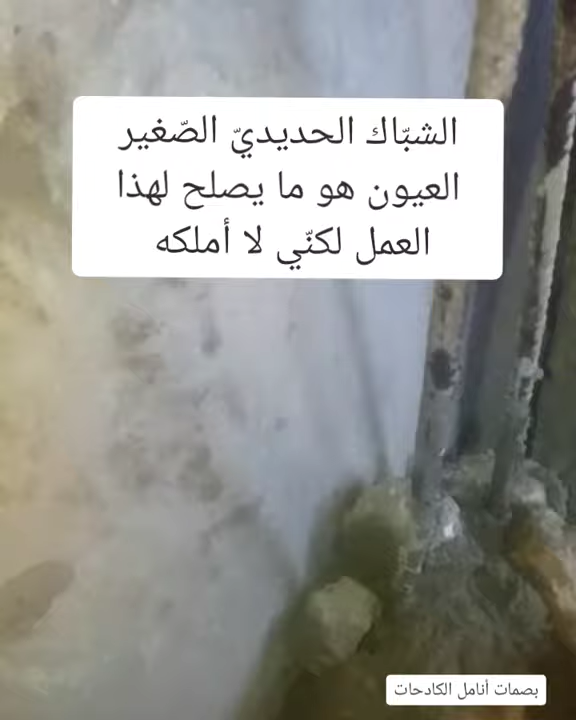 الشبّاك الحديديّ الصّغير
العيون هو ما يصلح لهذا
العمل لكنّي لا أملكه
بصمات أنامل الكادحات